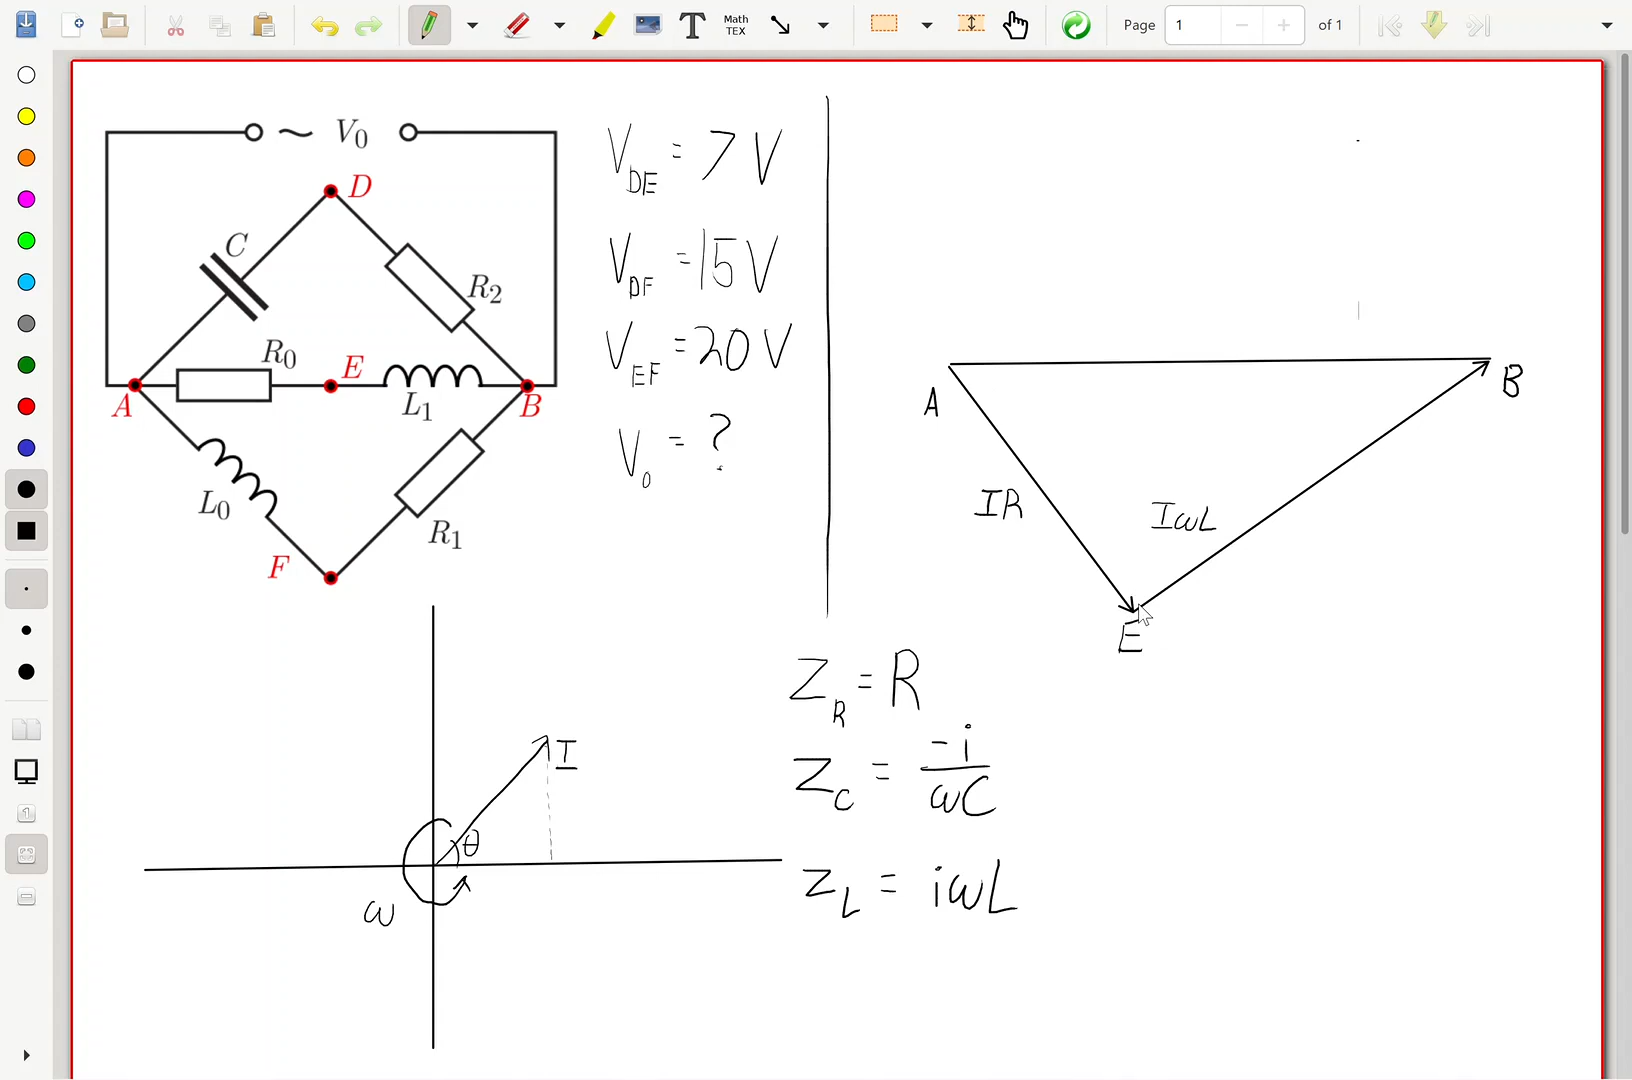 T Math TEX Page 1 of 1
~ V₀
D
C
R₂
R₀
E
L₁
A
B
L₀
R₁
F
V_DE = 7 V
V_DF = 15 V
V_EF = 20 V
V₀ = ?
A
B
IR
IωL
E
I
θ
ω
Z_R = R
Z_C = -i/ωC
Z_L = iωL
1